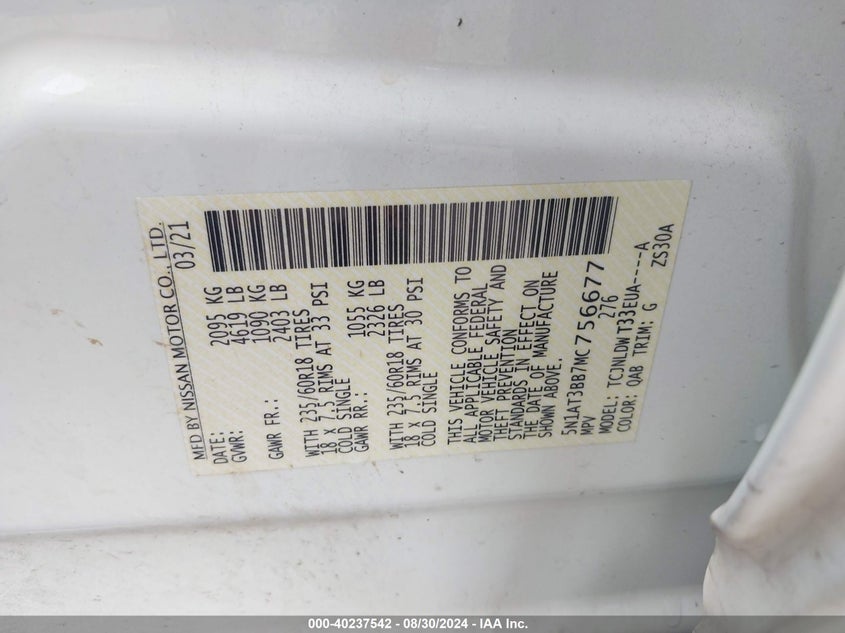 MFD BY NISSAN MOTOR CO., LTD.
DATE: 03/21
GVWR: 2095 KG
4619 LB
GAWR FR.: 1090 KG
2403 LB
WITH 235/60R18 TIRES
18 X 7.5 RIMS AT 33 PSI
COLD SINGLE
GAWR RR.: 1055 KG
2326 LB
WITH 235/60R18 TIRES
18 X 7.5 RIMS AT 30 PSI
COLD SINGLE
THIS VEHICLE CONFORMS TO
ALL APPLICABLE FEDERAL
MOTOR VEHICLE SAFETY AND
THEFT PREVENTION
STANDARDS IN EFFECT ON
THE DATE OF MANUFACTURE
SHOWN ABOVE.
5N1AT3BB7MC756677
MPV 276
MODEL: TCJNLDWT33EUA----A
COLOR: QAB TRIM: G ZS30A
000-40237542 - 08/30/2024 - IAA Inc.